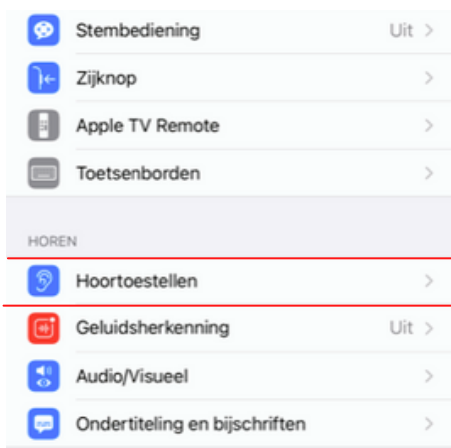 Stembediening Uit
Zijknop
Apple TV Remote
Toetsenborden
HOREN
Hoortoestellen
Geluidsherkenning Uit
Audio/Visueel
Ondertiteling en bijschriften